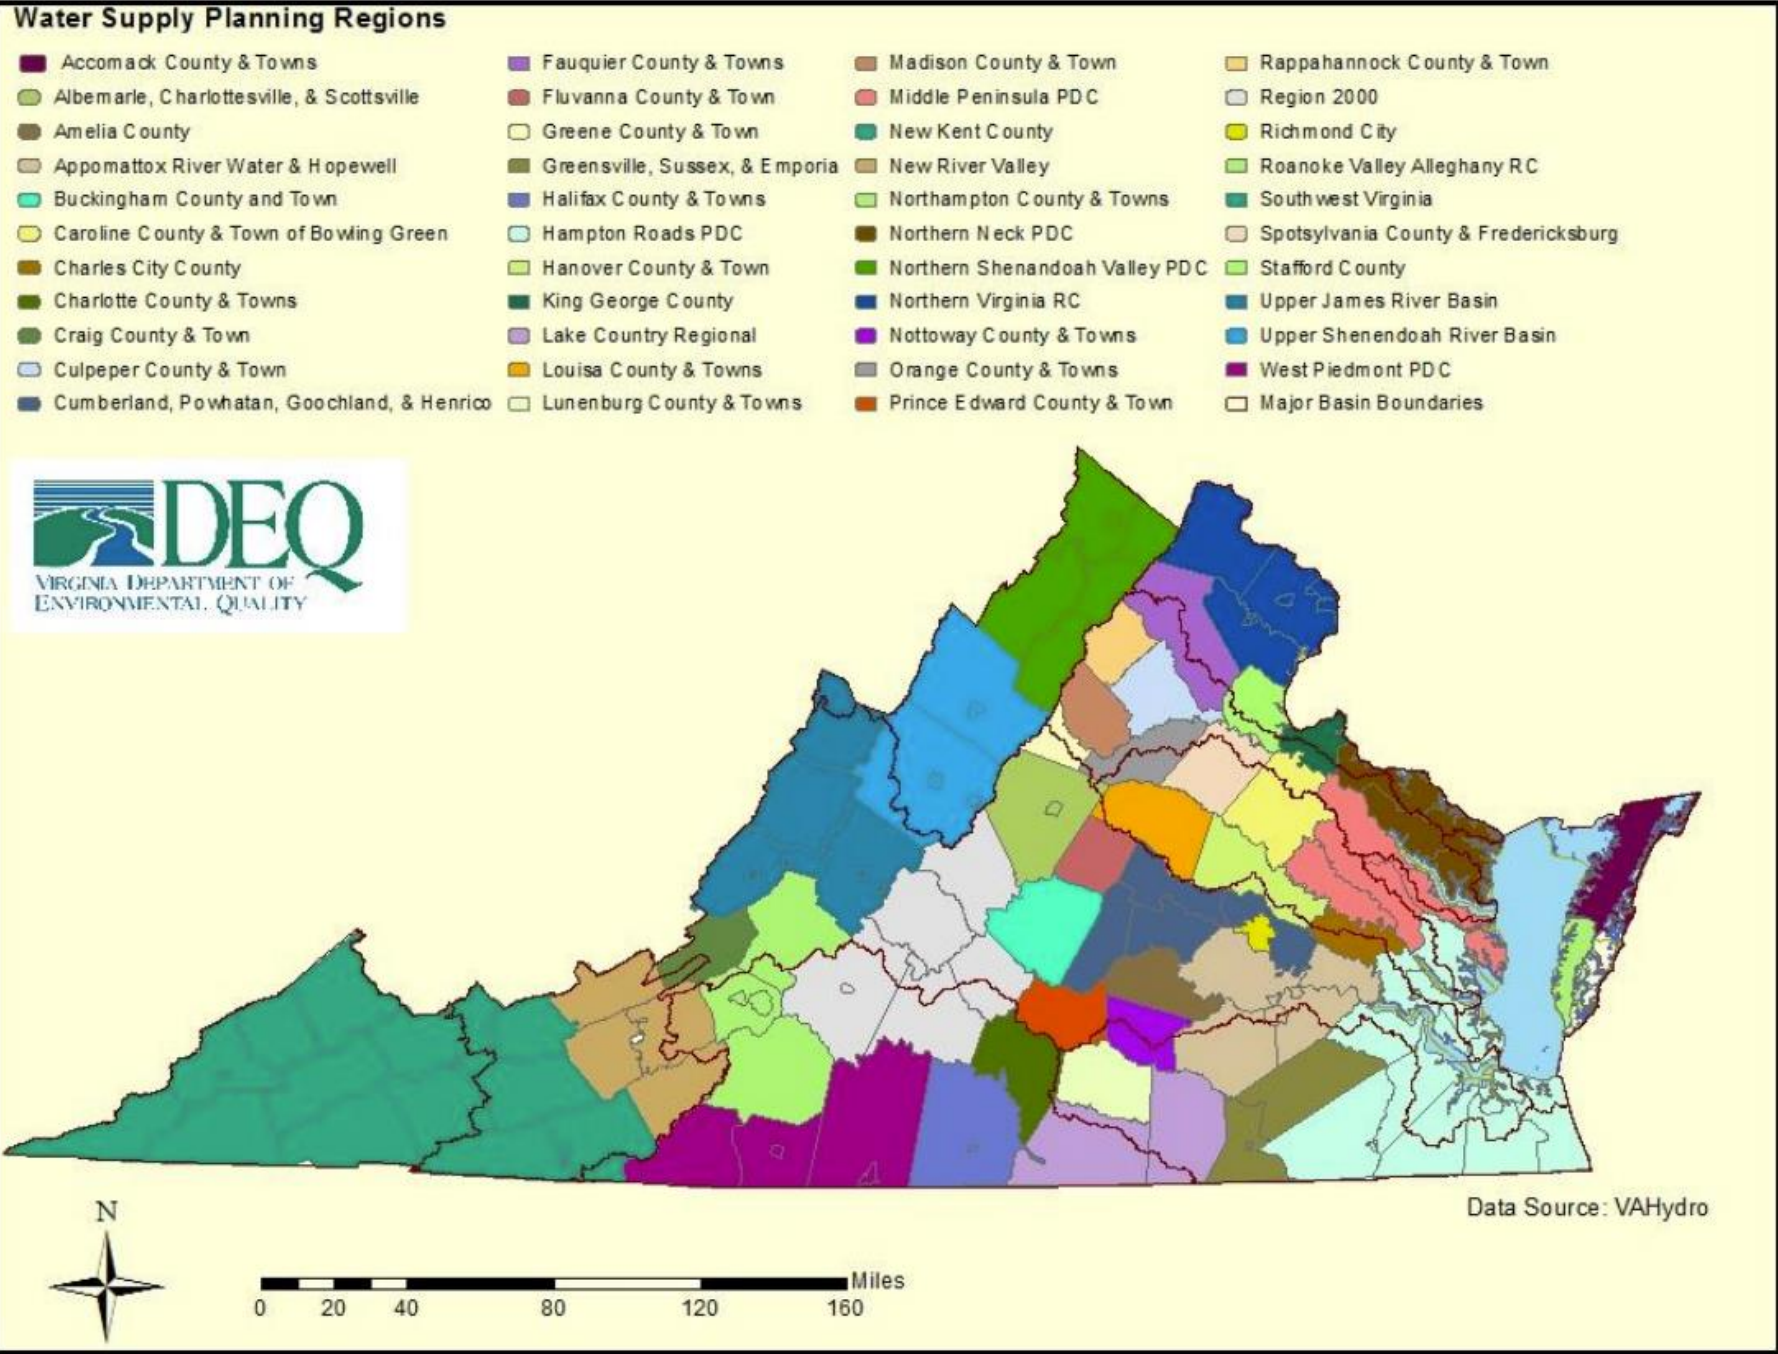 Water Supply Planning Regions
Accomack County & Towns
Albemarle, Charlottesville, & Scottsville
Amelia County
Appomattox River Water & Hopewell
Buckingham County and Town
Caroline County & Town of Bowling Green
Charles City County
Charlotte County & Towns
Craig County & Town
Culpeper County & Town
Cumberland, Powhatan, Goochland, & Henrico
Fauquier County & Towns
Fluvanna County & Town
Greene County & Town
Greensville, Sussex, & Emporia
Halifax County & Towns
Hampton Roads PDC
Hanover County & Town
King George County
Lake Country Regional
Louisa County & Towns
Lunenburg County & Towns
Madison County & Town
Middle Peninsula PDC
New Kent County
New River Valley
Northampton County & Towns
Northern Neck PDC
Northern Shenandoah Valley PDC
Northern Virginia RC
Nottoway County & Towns
Orange County & Towns
Prince Edward County & Town
Rappahannock County & Town
Region 2000
Richmond City
Roanoke Valley Alleghany RC
Southwest Virginia
Spotsylvania County & Fredericksburg
Stafford County
Upper James River Basin
Upper Shenendoah River Basin
West Piedmont PDC
Major Basin Boundaries
DEQ
VIRGINIA DEPARTMENT OF
ENVIRONMENTAL QUALITY
Data Source: VAHydro
N
Miles
0 20 40 80 120 160